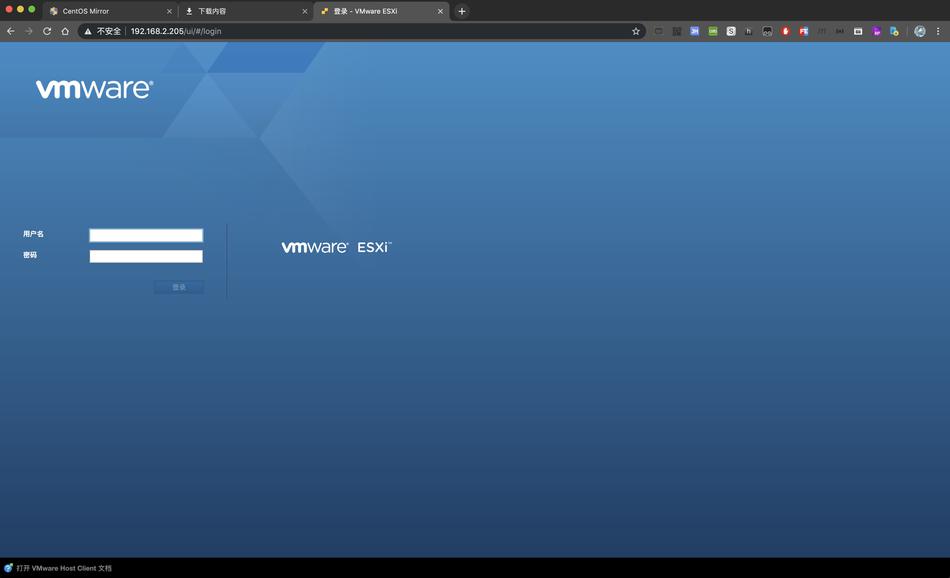 CentOS Mirror
下载内容
登录 - VMware ESXi
不安全 192.168.2.205/ui/#/login
vmware®
用户名
密码
登录
vmware® ESXi™
打开 VMware Host Client 文档